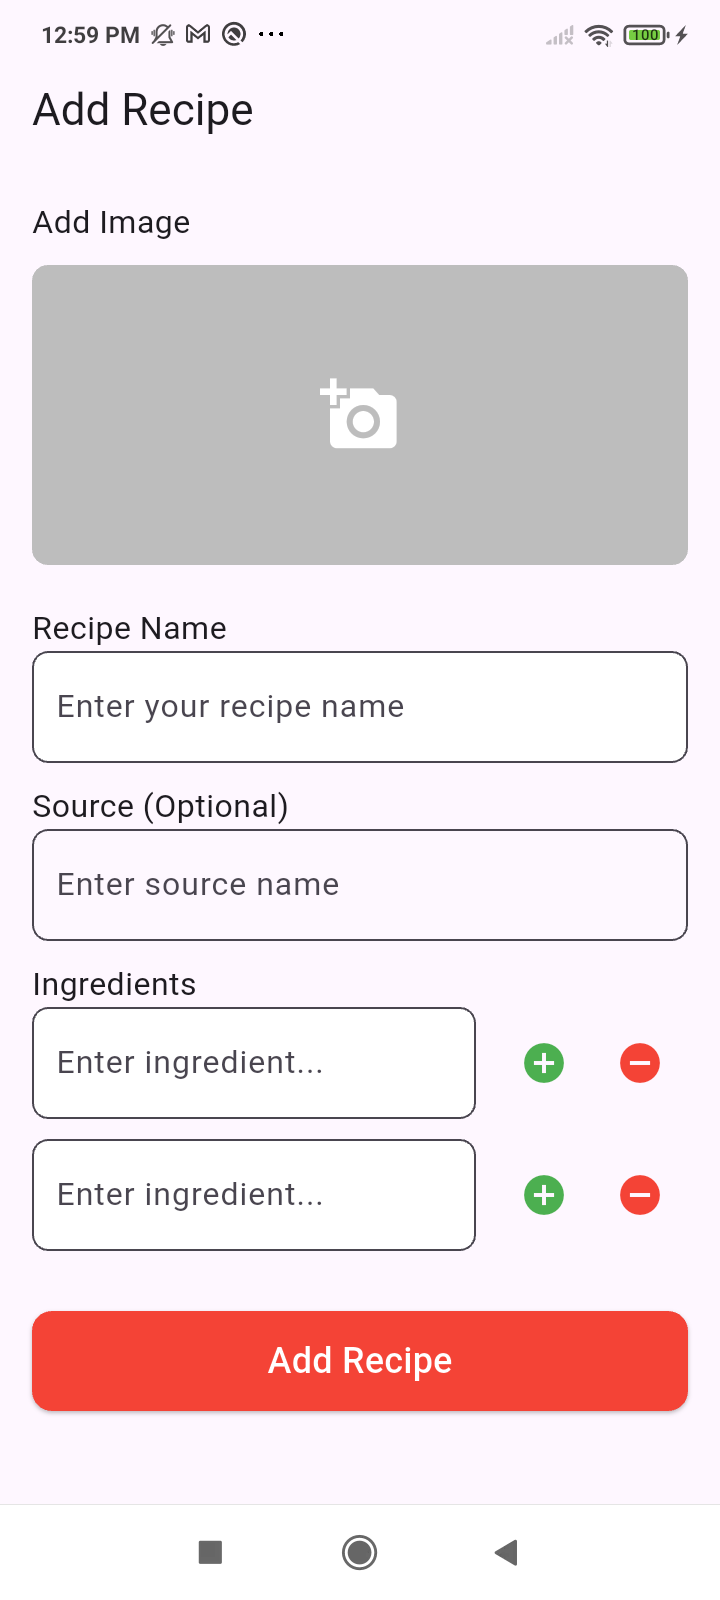 12:59 PM
100
Add Recipe
Add Image
Recipe Name
Enter your recipe name
Source (Optional)
Enter source name
Ingredients
Enter ingredient...
Enter ingredient...
Add Recipe